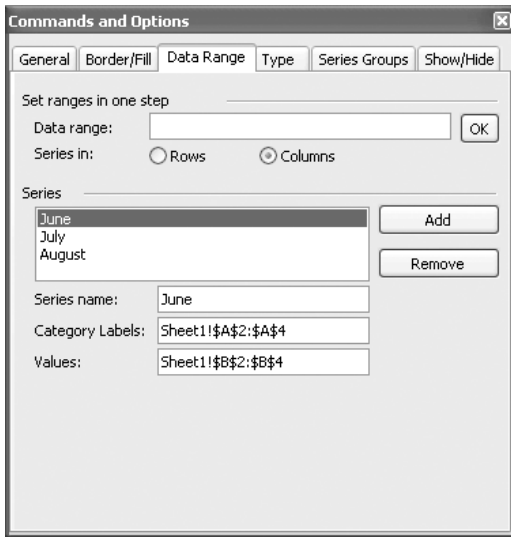 Commands and Options
General Border/Fill Data Range Type Series Groups Show/Hide
Set ranges in one step
Data range: OK
Series in: Rows Columns
Series
June Add
July
August Remove
Series name: June
Category Labels: Sheet1!$A$2:$A$4
Values: Sheet1!$B$2:$B$4